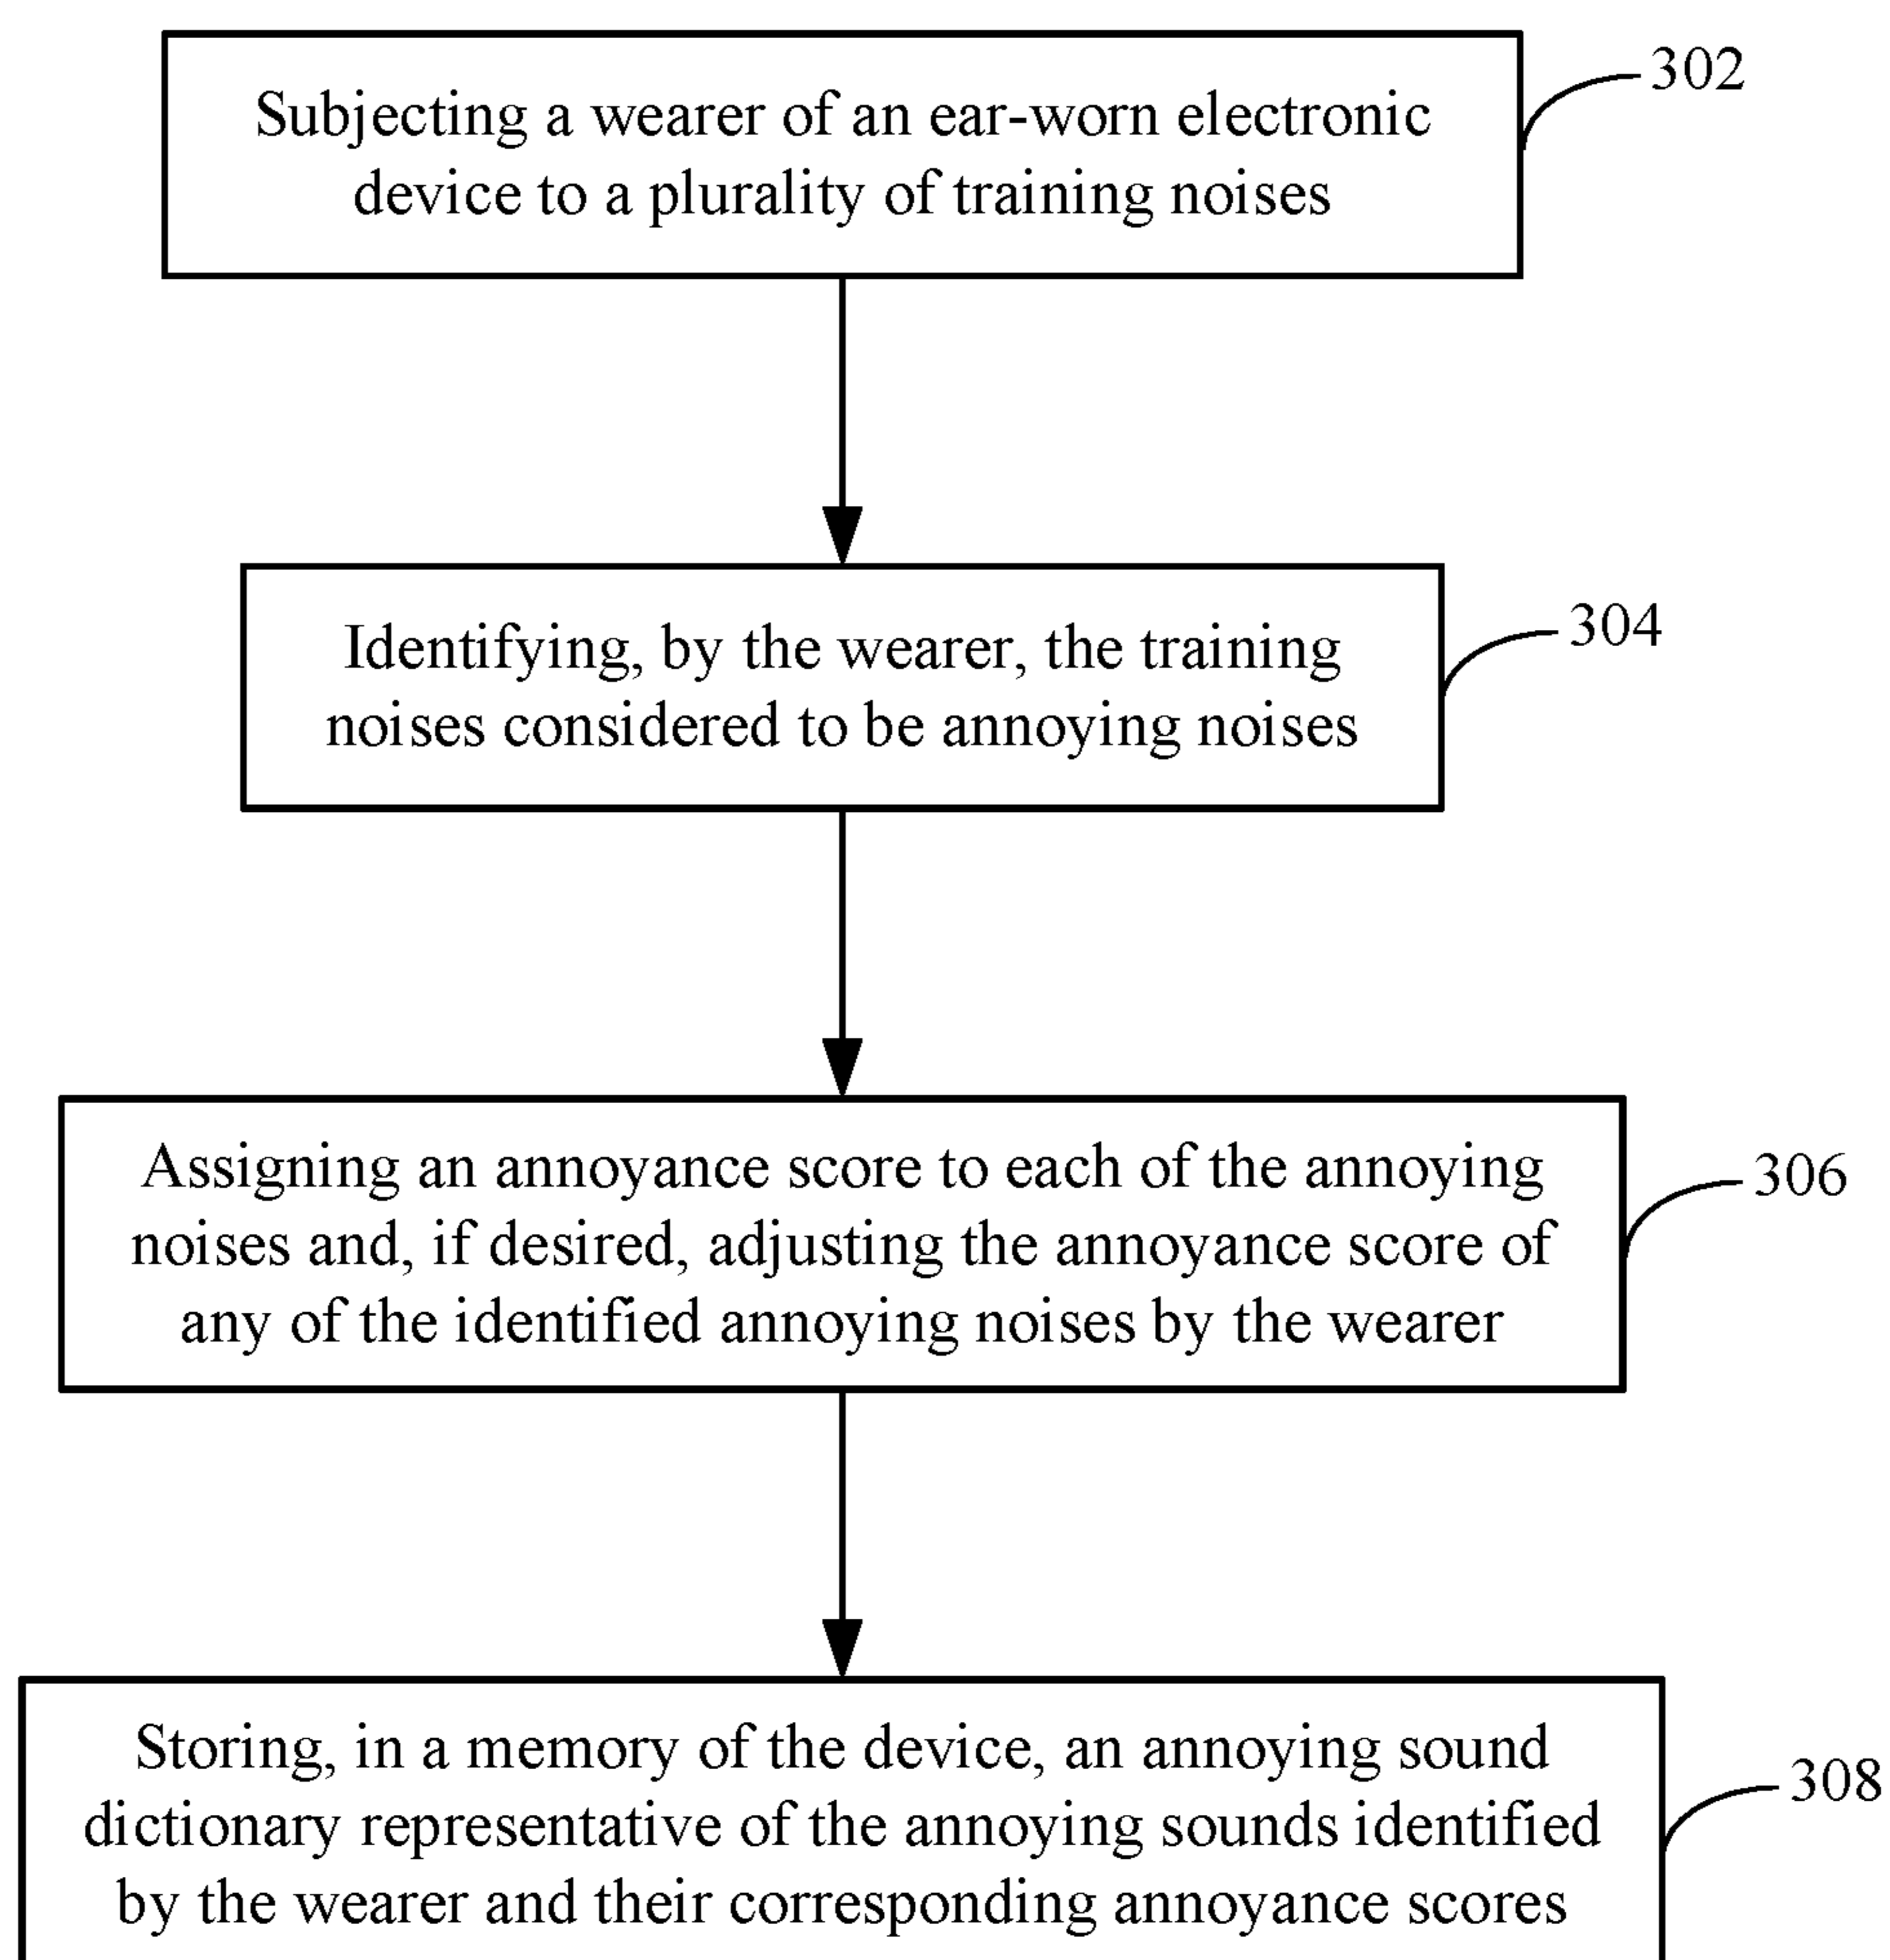 Subjecting a wearer of an ear-worn electronic
device to a plurality of training noises
302
Identifying, by the wearer, the training
noises considered to be annoying noises
304
Assigning an annoyance score to each of the annoying
noises and, if desired, adjusting the annoyance score of
any of the identified annoying noises by the wearer
306
Storing, in a memory of the device, an annoying sound
dictionary representative of the annoying sounds identified
by the wearer and their corresponding annoyance scores
308